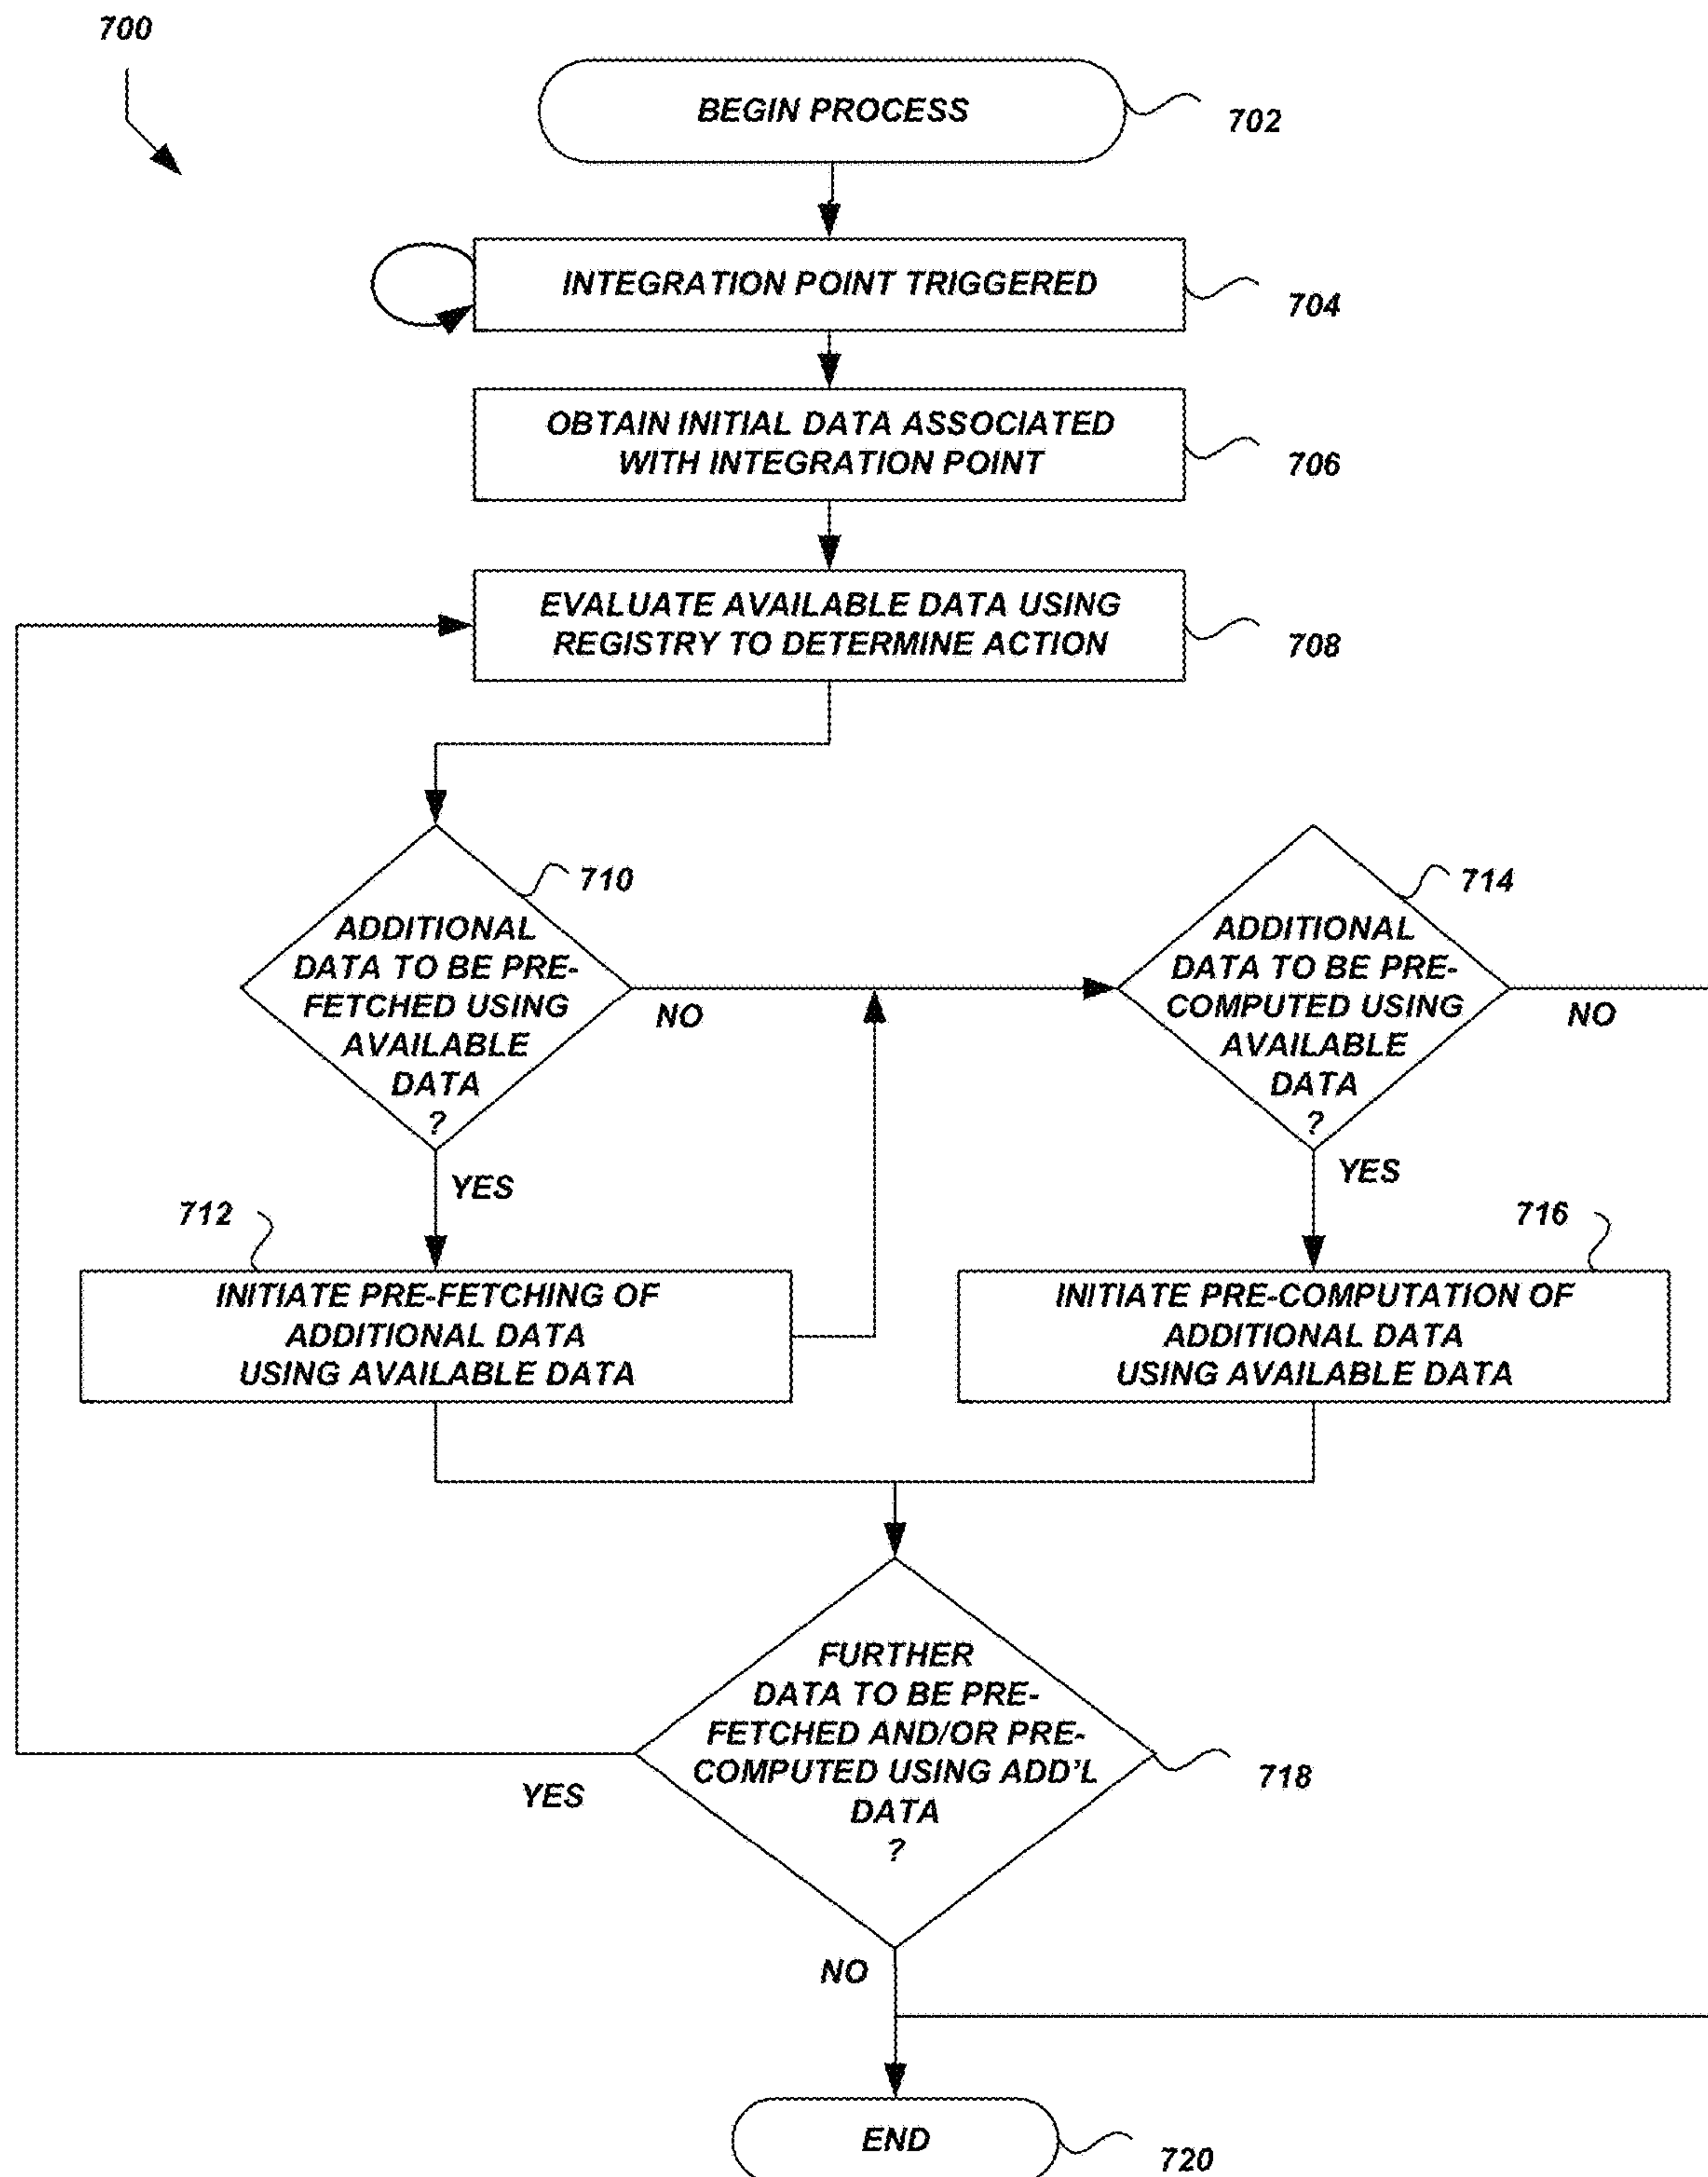 700
BEGIN PROCESS
702
INTEGRATION POINT TRIGGERED
704
OBTAIN INITIAL DATA ASSOCIATED
WITH INTEGRATION POINT
706
EVALUATE AVAILABLE DATA USING
REGISTRY TO DETERMINE ACTION
708
710
ADDITIONAL
DATA TO BE PRE-
FETCHED USING
AVAILABLE
DATA
?
NO
YES
714
ADDITIONAL
DATA TO BE PRE-
COMPUTED USING
AVAILABLE
DATA
?
NO
YES
712
INITIATE PRE-FETCHING OF
ADDITIONAL DATA
USING AVAILABLE DATA
716
INITIATE PRE-COMPUTATION OF
ADDITIONAL DATA
USING AVAILABLE DATA
FURTHER
DATA TO BE PRE-
FETCHED AND/OR PRE-
COMPUTED USING ADD'L
DATA
?
718
YES
NO
END
720